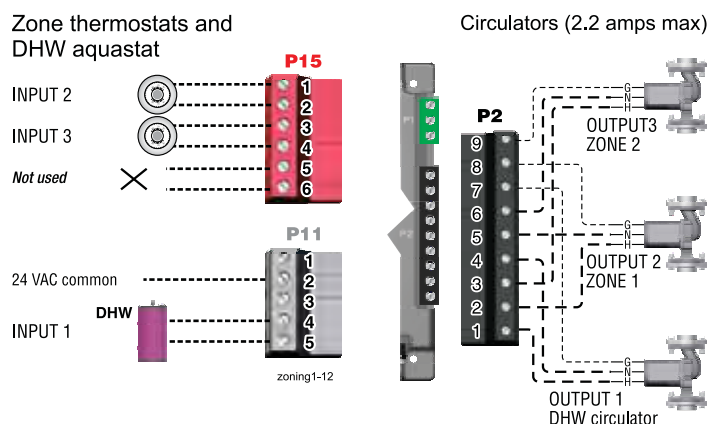 Zone thermostats and
DHW aquastat
P15
INPUT 2
1
2
INPUT 3
3
4
Not used
5
6
P11
24 VAC common
1
2
3
DHW
INPUT 1
4
5
zoning1-12
Circulators (2.2 amps max)
P1
P2
P2
9
8
7
6
5
4
3
2
1
G
N
H
OUTPUT3
ZONE 2
G
N
H
OUTPUT 2
ZONE 1
G
N
H
OUTPUT 1
DHW circulator